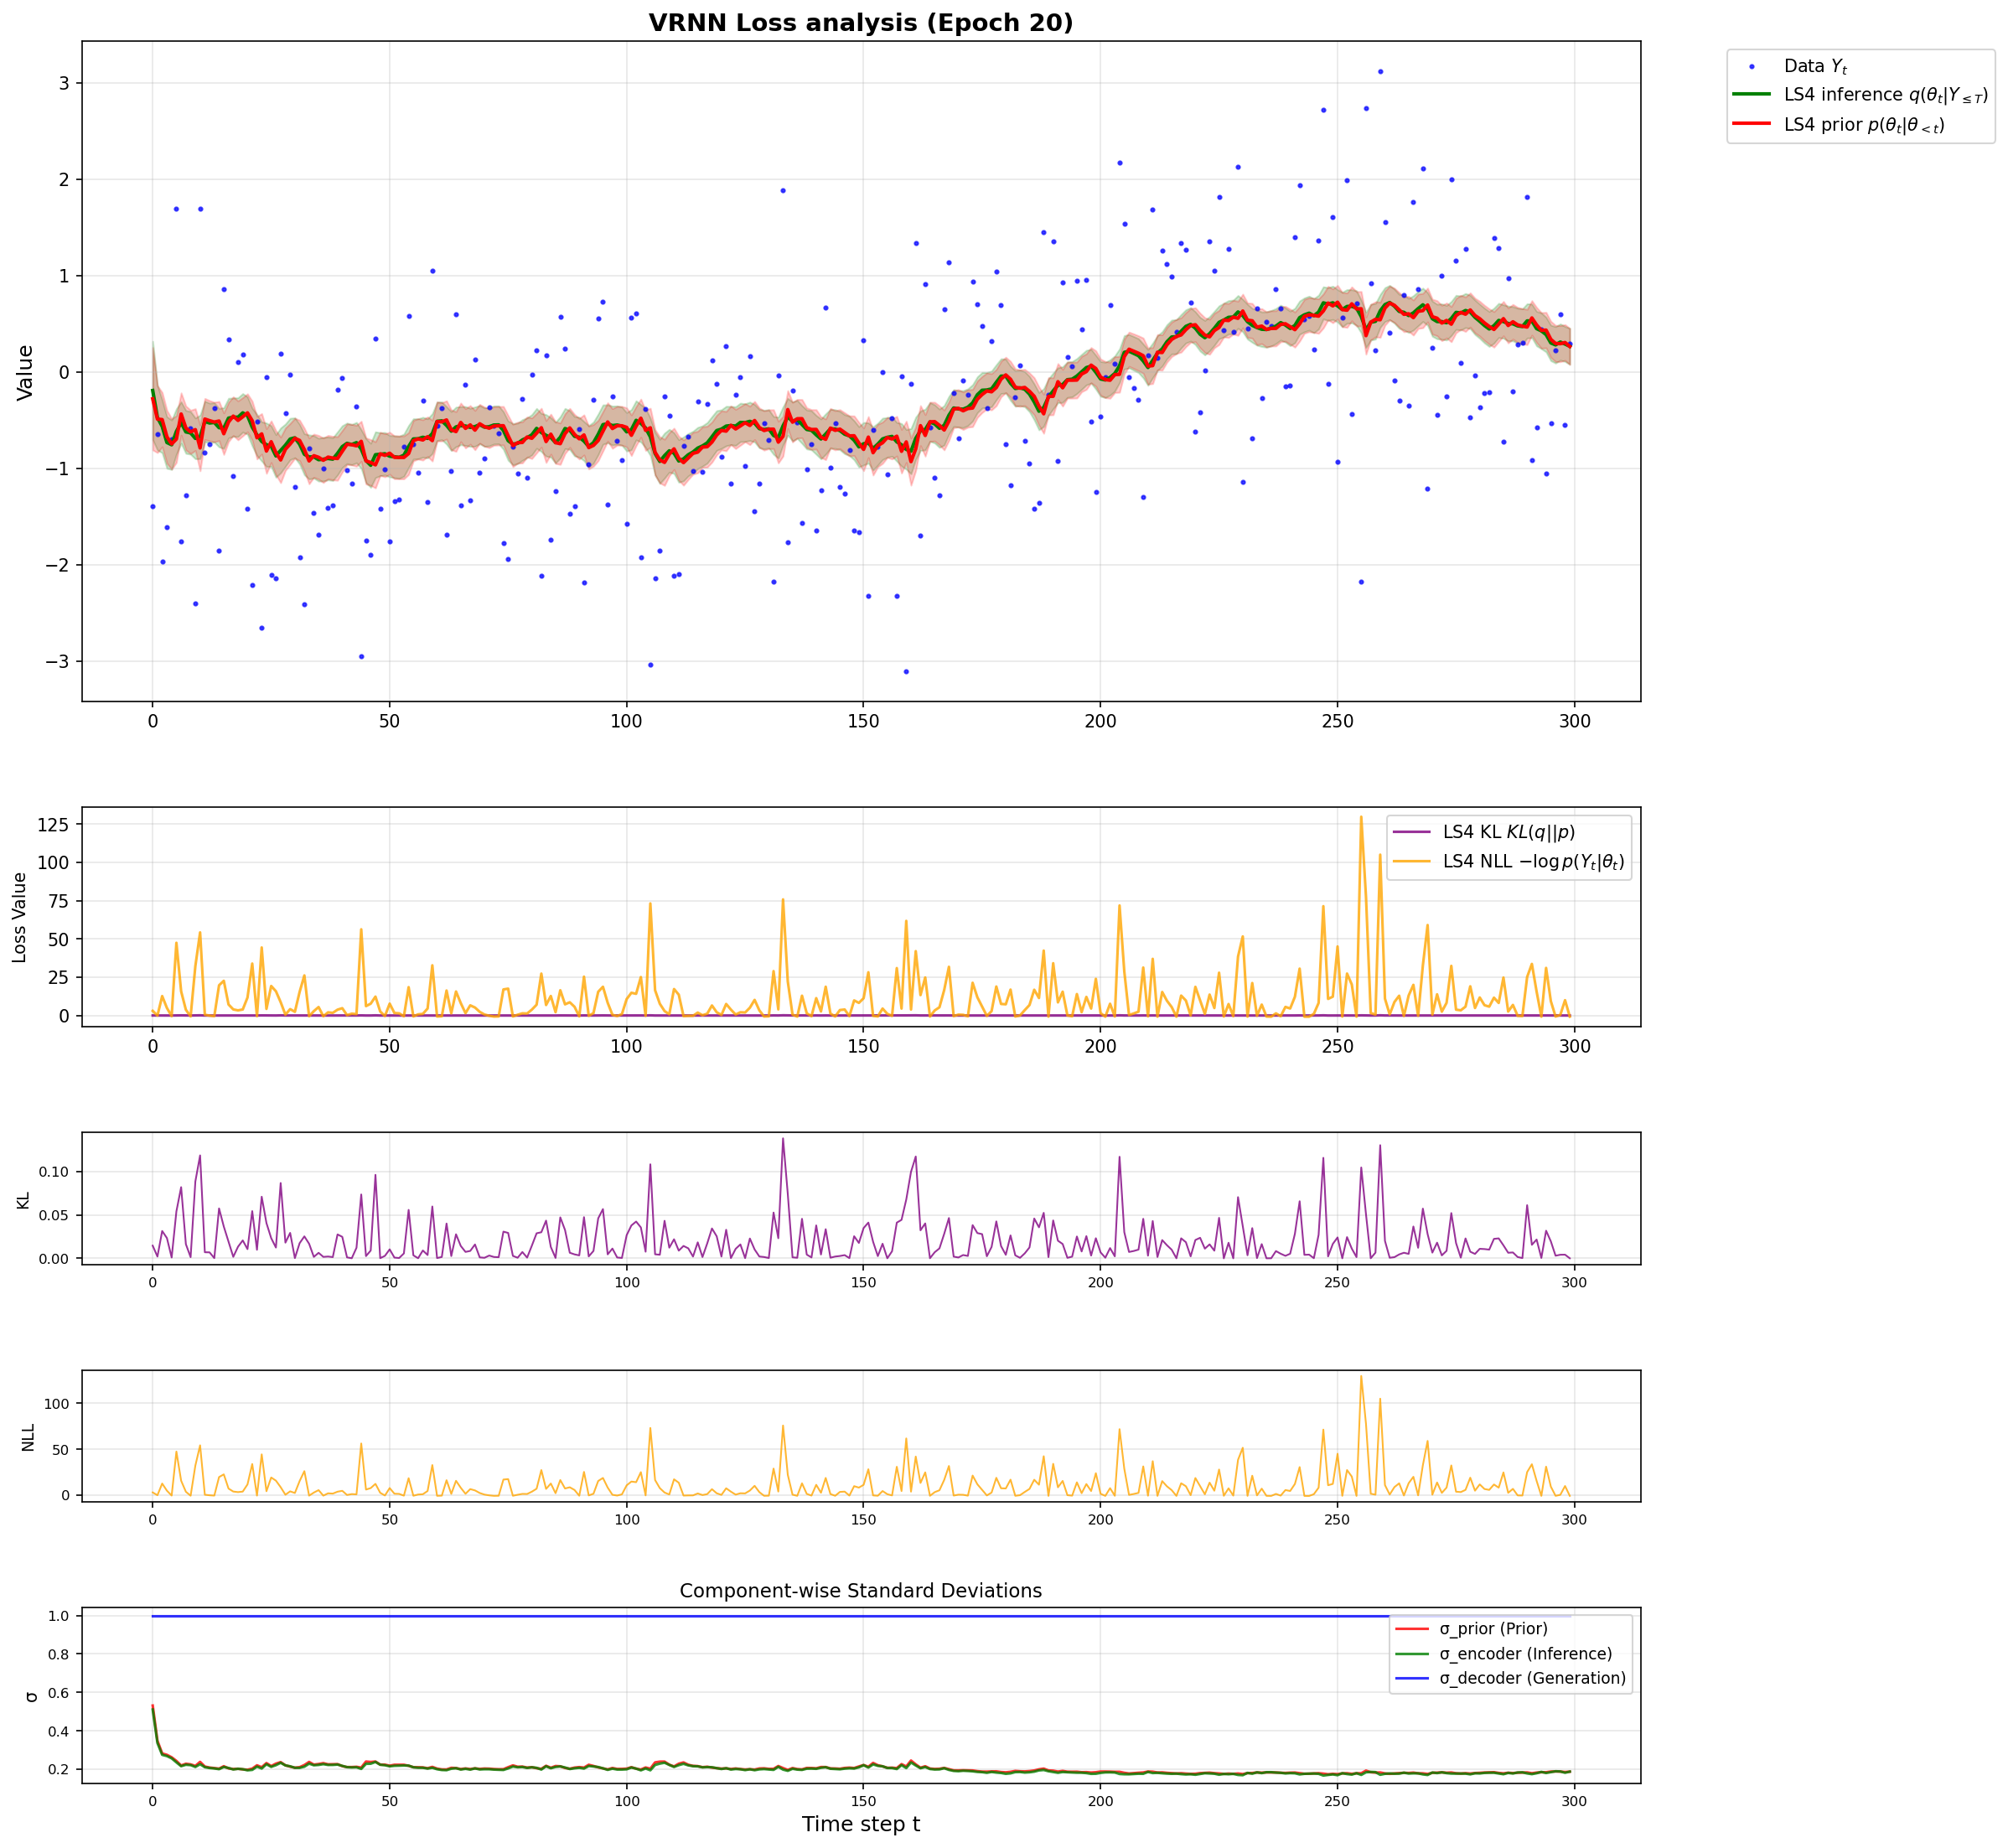 VRNN Loss analysis (Epoch 20)
Value
3
2
1
0
−1
−2
−3
0 50 100 150 200 250 300
Data Y_t
LS4 inference q(θ_t|Y_{≤T})
LS4 prior p(θ_t|θ_{<t})
Loss Value
125
100
75
50
25
0
0 50 100 150 200 250 300
LS4 KL KL(q||p)
LS4 NLL −log p(Y_t|θ_t)
KL
0.10
0.05
0.00
0 50 100 150 200 250 300
NLL
100
50
0
0 50 100 150 200 250 300
Component-wise Standard Deviations
σ
1.0
0.8
0.6
0.4
0.2
0 50 100 150 200 250 300
σ_prior (Prior)
σ_encoder (Inference)
σ_decoder (Generation)
Time step t